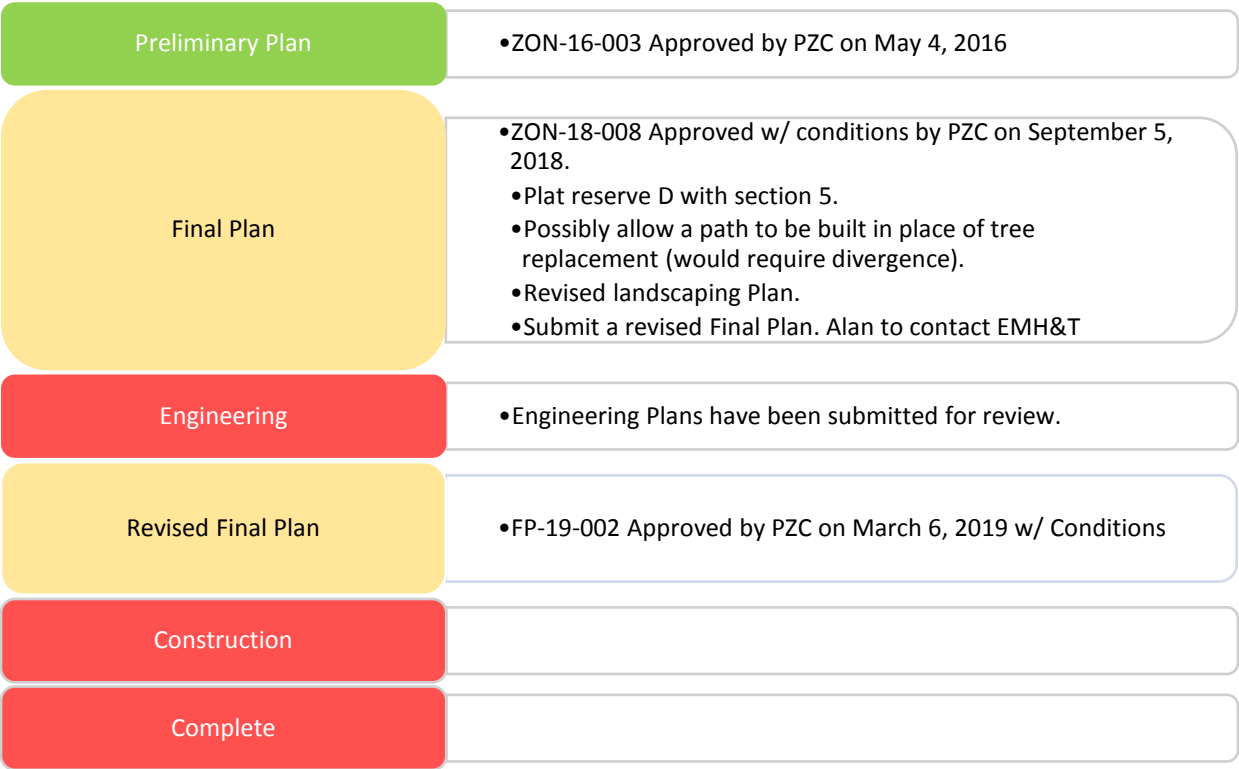 Preliminary Plan
•ZON-16-003 Approved by PZC on May 4, 2016
Final Plan
•ZON-18-008 Approved w/ conditions by PZC on September 5,
2018.
•Plat reserve D with section 5.
•Possibly allow a path to be built in place of tree
replacement (would require divergence).
•Revised landscaping Plan.
•Submit a revised Final Plan. Alan to contact EMH&T
Engineering
•Engineering Plans have been submitted for review.
Revised Final Plan
•FP-19-002 Approved by PZC on March 6, 2019 w/ Conditions
Construction
Complete